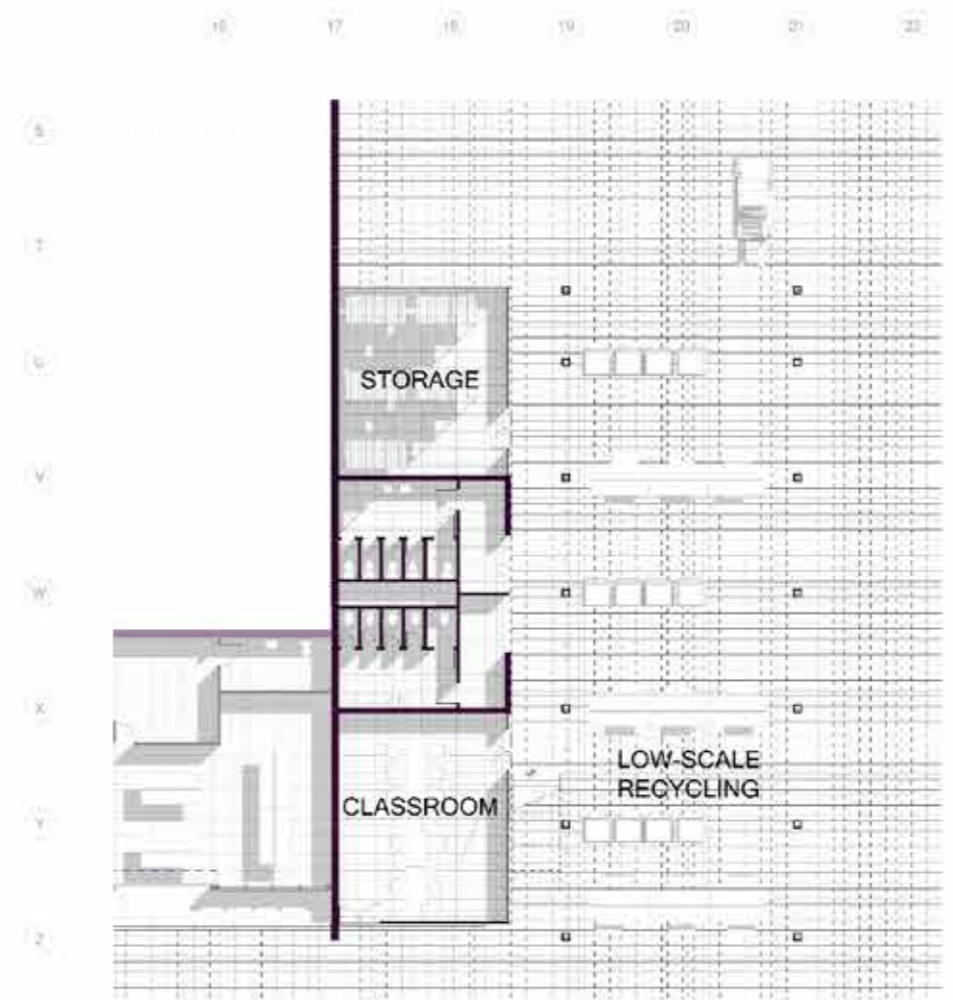 16 17 18 19 20 21 22
S
T
U
STORAGE
V
W
X
LOW-SCALE
RECYCLING
CLASSROOM
Y
Z